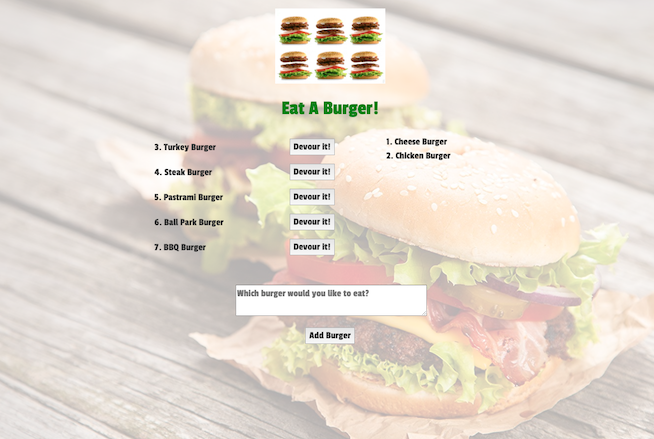 Eat A Burger!
3. Turkey Burger
Devour it!
4. Steak Burger
Devour it!
5. Pastrami Burger
Devour it!
6. Ball Park Burger
Devour it!
7. BBQ Burger
Devour it!
1. Cheese Burger
2. Chicken Burger
Which burger would you like to eat?
Add Burger